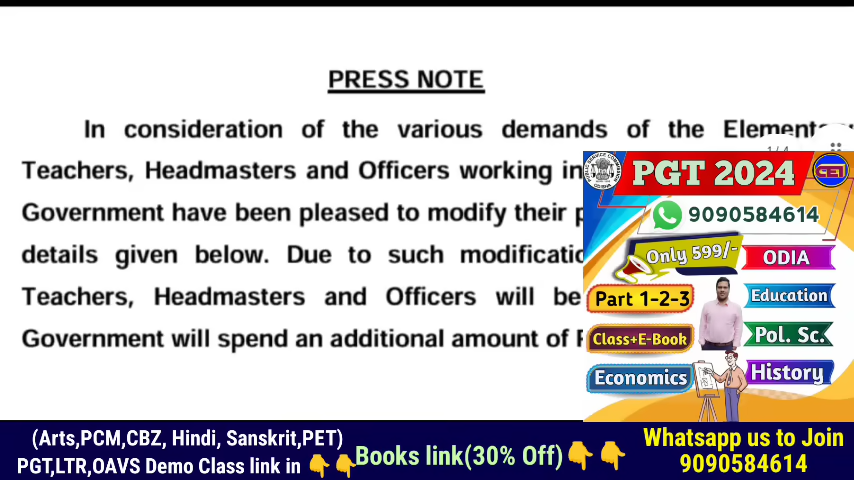 PRESS NOTE
In consideration of the various demands of the Elementary
Teachers, Headmasters and Officers working in
Government have been pleased to modify their
details given below. Due to such
Teachers, Headmasters and Officers will be
Government will spend an additional amount of
1/4
PGT 2024
9090584614
Only 599/-
ODIA
Part 1-2-3
Education
Class+E-Book
Pol. Sc.
Economics
History
(Arts,PCM,CBZ, Hindi, Sanskrit,PET)
PGT,LTR,OAVS Demo Class link in 👇👇
Books link(30% Off)👇👇
Whatsapp us to Join
9090584614